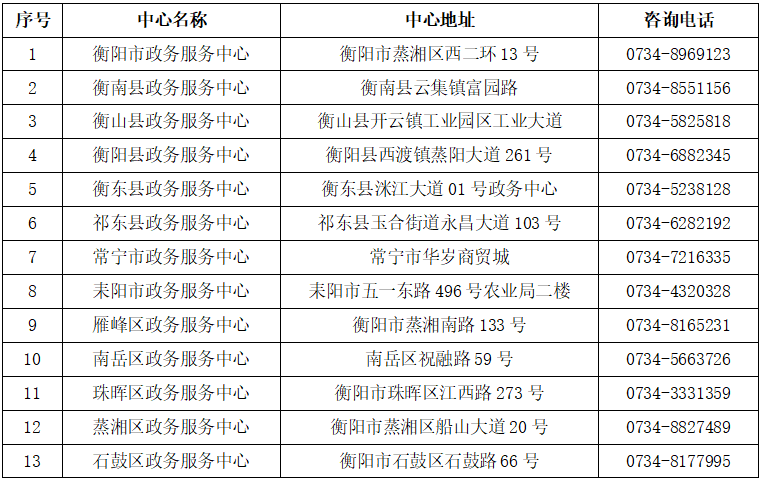 序号 中心名称 中心地址 咨询电话
1 衡阳市政务服务中心 衡阳市蒸湘区西二环 13 号 0734-8969123
2 衡南县政务服务中心 衡南县云集镇富园路 0734-8551156
3 衡山县政务服务中心 衡山县开云镇工业园区工业大道 0734-5825818
4 衡阳县政务服务中心 衡阳县西渡镇蒸阳大道 261 号 0734-6882345
5 衡东县政务服务中心 衡东县洣江大道 01 号政务中心 0734-5238128
6 祁东县政务服务中心 祁东县玉合街道永昌大道 103 号 0734-6282192
7 常宁市政务服务中心 常宁市华岁商贸城 0734-7216335
8 耒阳市政务服务中心 耒阳市五一东路 496 号农业局二楼 0734-4320328
9 雁峰区政务服务中心 衡阳市蒸湘南路 133 号 0734-8165231
10 南岳区政务服务中心 南岳区祝融路 59 号 0734-5663726
11 珠晖区政务服务中心 衡阳市珠晖区江西路 273 号 0734-3331359
12 蒸湘区政务服务中心 衡阳市蒸湘区船山大道 20 号 0734-8827489
13 石鼓区政务服务中心 衡阳市石鼓区石鼓路 66 号 0734-8177995